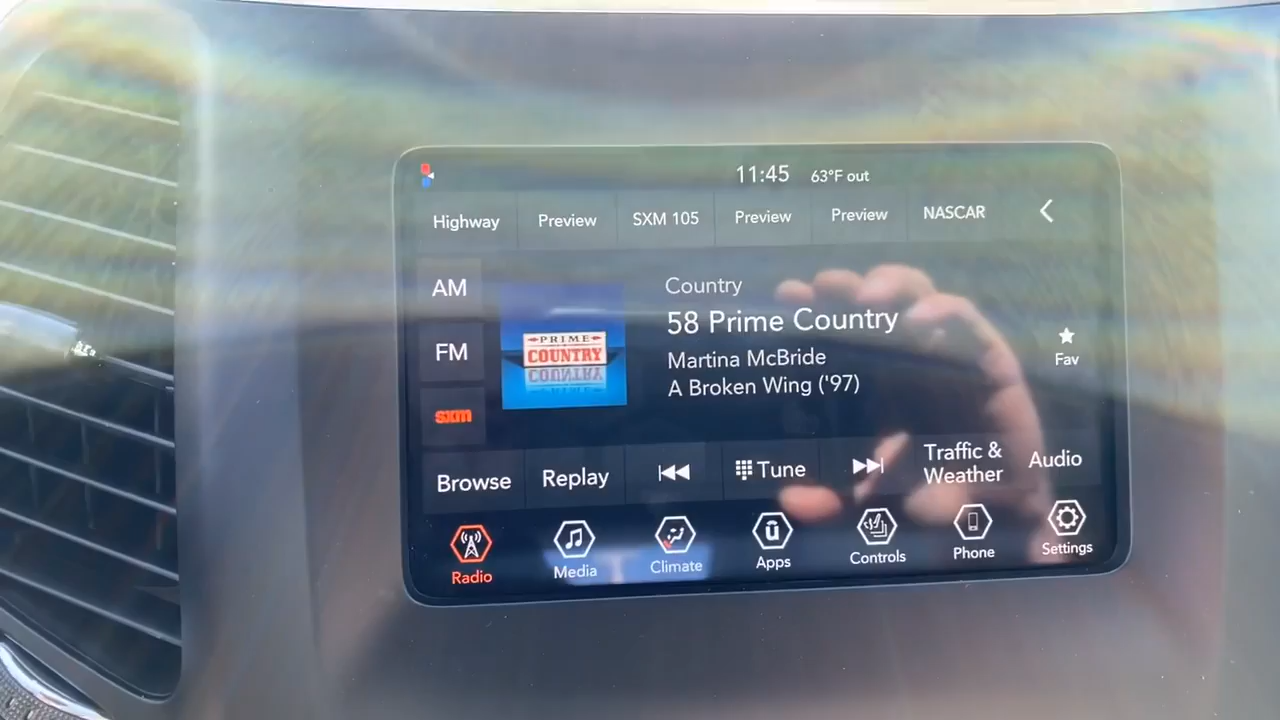 11:45 63°F out
Highway Preview SXM 105 Preview Preview NASCAR
AM
FM
sxm
PRIME
COUNTRY
COUNTRY
Country
58 Prime Country
Martina McBride
A Broken Wing ('97)
Fav
Browse Replay Tune Traffic & Weather Audio
Radio Media Climate Apps Controls Phone Settings